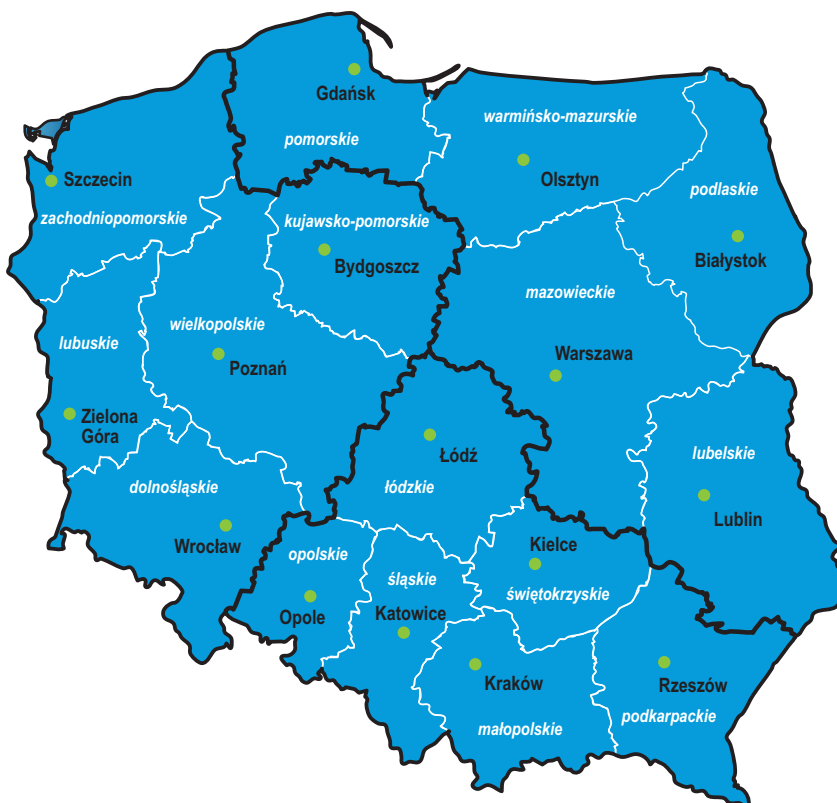 Gdańsk
warmińsko-mazurskie
pomorskie
Olsztyn
Szczecin
podlaskie
zachodniopomorskie
kujawsko-pomorskie
Bydgoszcz
Białystok
mazowieckie
wielkopolskie
lubuskie
Poznań
Warszawa
Zielona
Góra
Łódź
lubelskie
dolnośląskie
łódzkie
Lublin
Wrocław
Kielce
opolskie
śląskie
świętokrzyskie
Opole
Katowice
Kraków
Rzeszów
małopolskie
podkarpackie